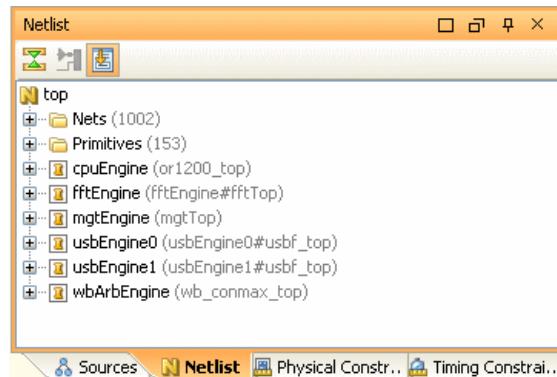 Netlist
top
Nets (1002)
Primitives (153)
cpuEngine (or1200_top)
fftEngine (fftEngine#fftTop)
mgtEngine (mgtTop)
usbEngine0 (usbEngine0#usbf_top)
usbEngine1 (usbEngine1#usbf_top)
wbArbEngine (wb_conmax_top)
Sources Netlist Physical Constr.. Timing Constrai..